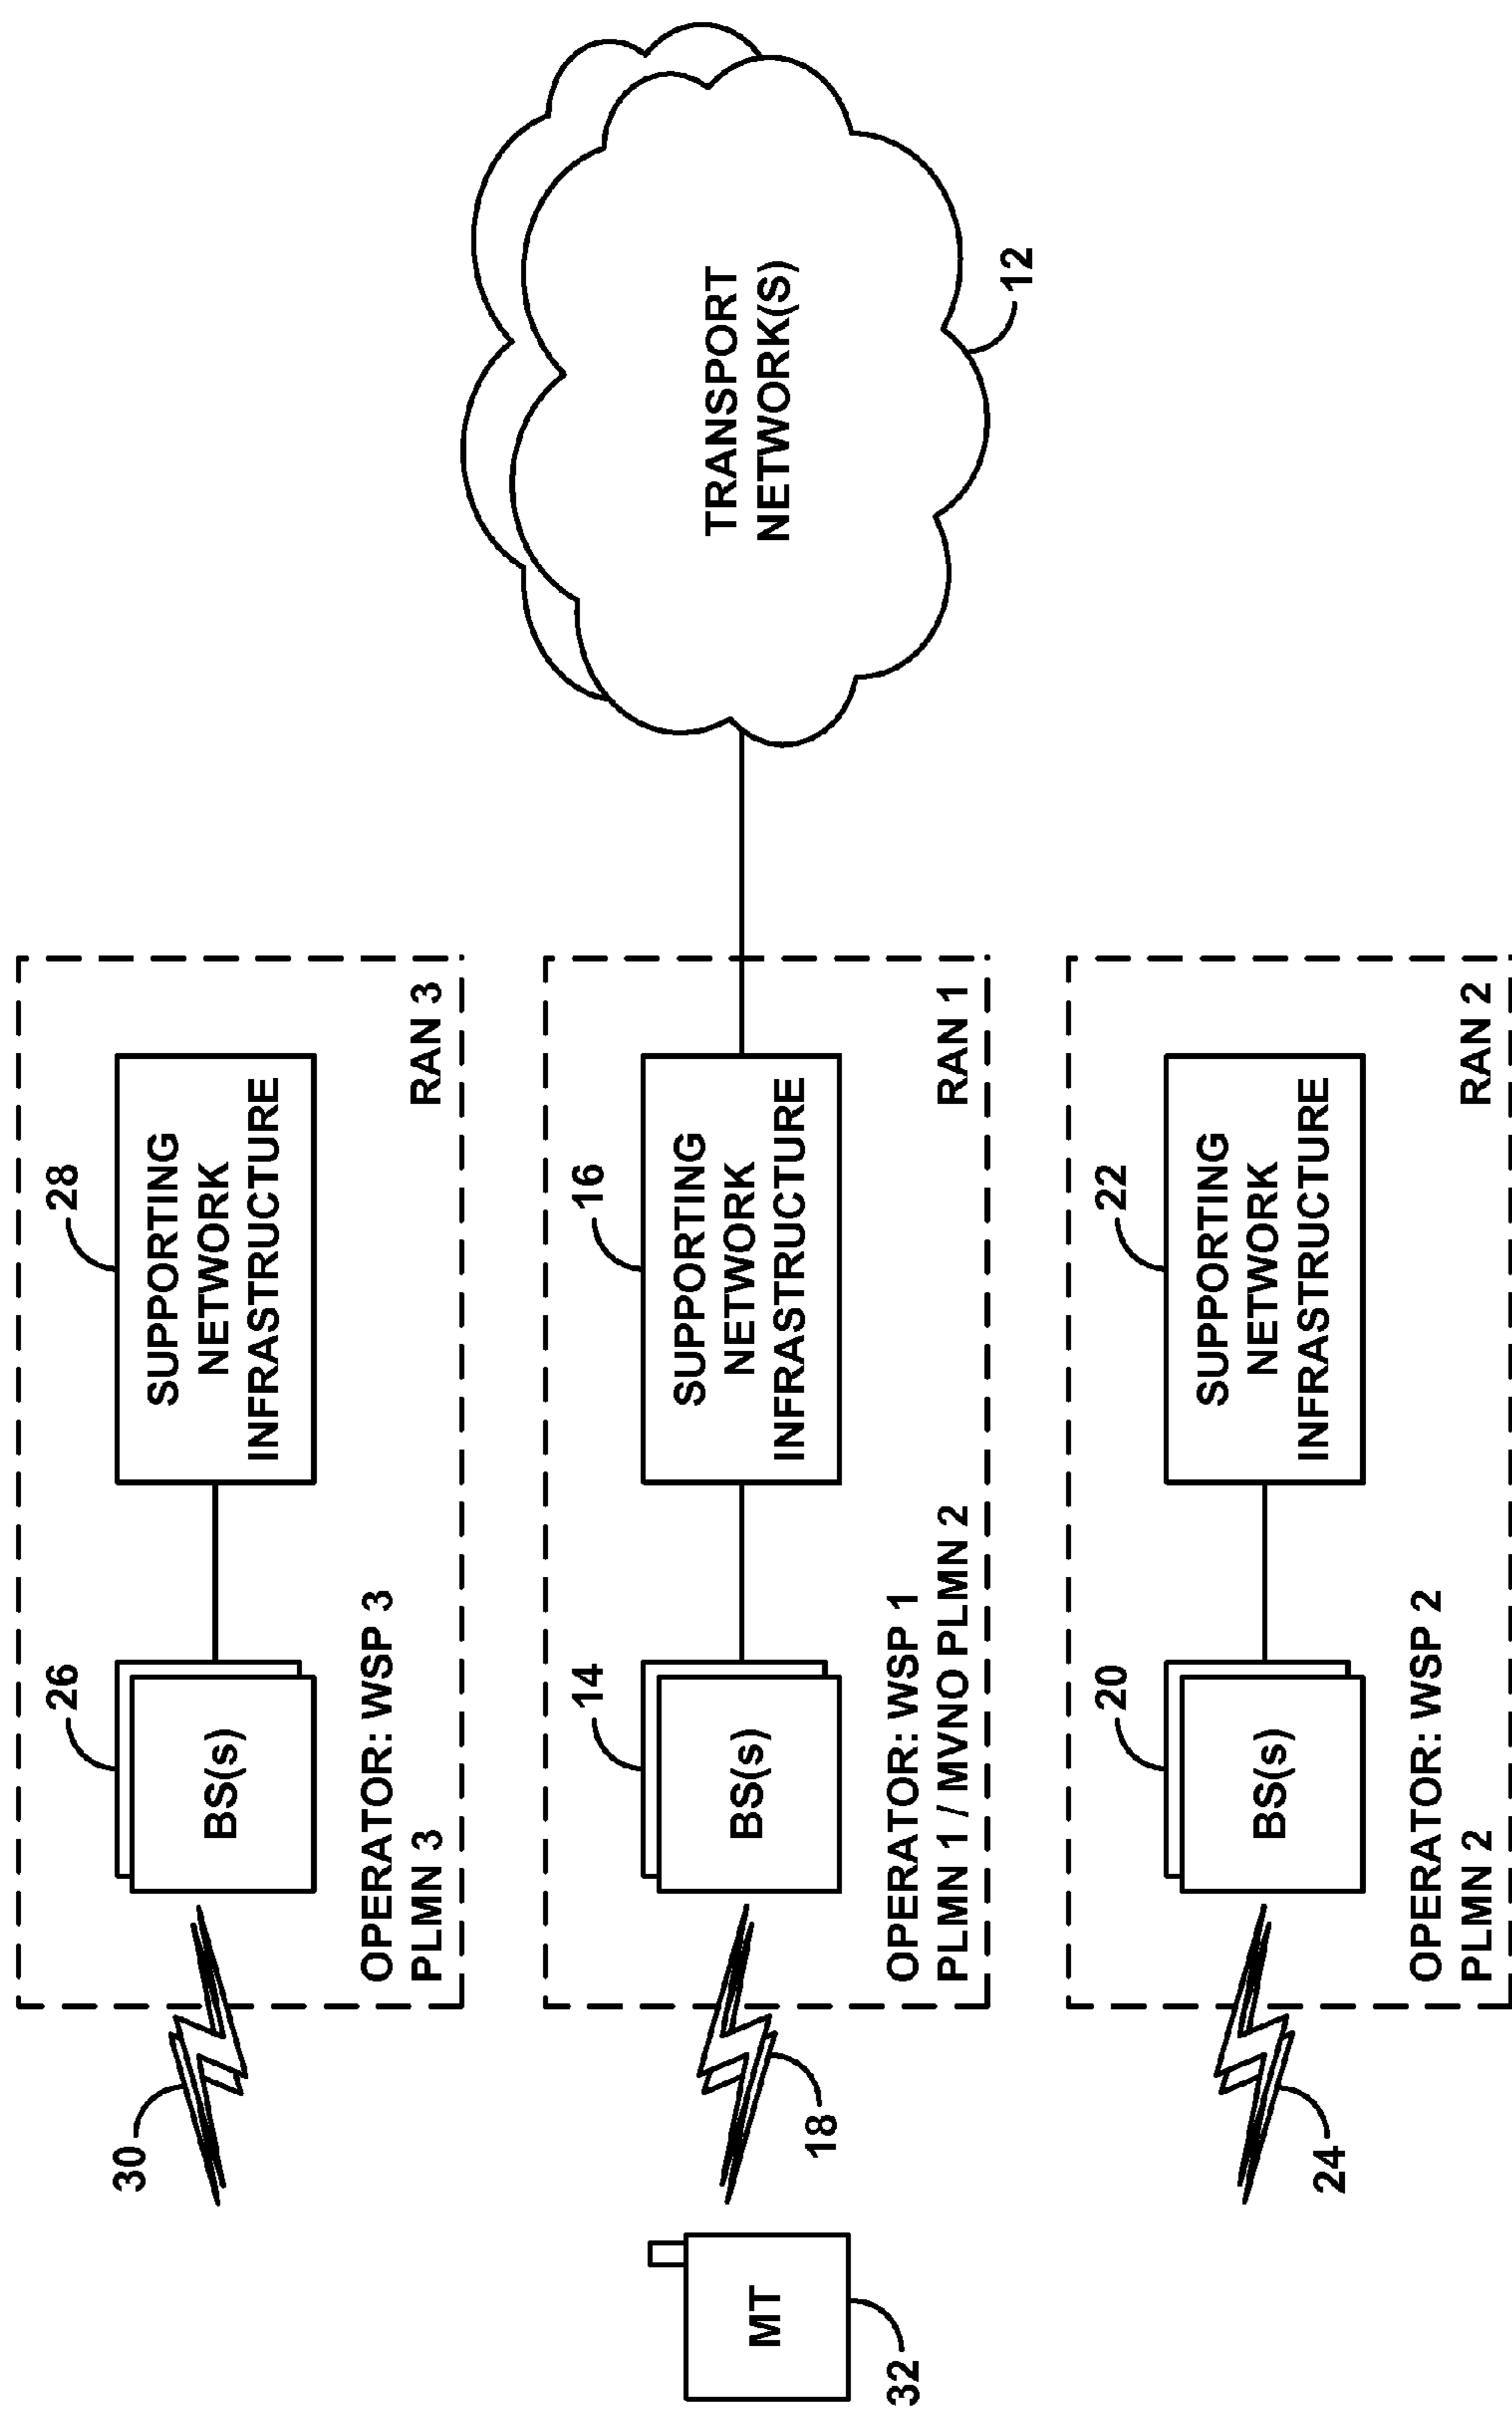 30
26
BS(s)
28
SUPPORTING
NETWORK
INFRASTRUCTURE
OPERATOR: WSP 3
PLMN 3
RAN 3
MT
32
18
14
BS(s)
16
SUPPORTING
NETWORK
INFRASTRUCTURE
OPERATOR: WSP 1
PLMN 1 / MVNO PLMN 2
RAN 1
TRANSPORT
NETWORK(S)
12
24
20
BS(s)
22
SUPPORTING
NETWORK
INFRASTRUCTURE
OPERATOR: WSP 2
PLMN 2
RAN 2